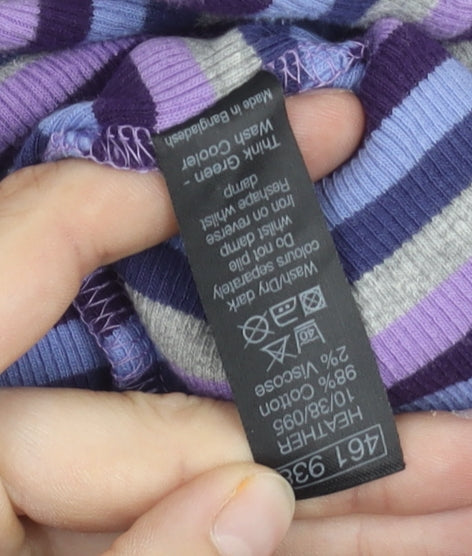 461 938
HEATHER
10/38/095
98% Cotton
2% Viscose
40
Wash/Dry dark
colours separately
Do not pile
whilst damp
Iron on reverse
Reshape whilst
damp
Think Green -
Wash Cooler
Made in Bangladesh